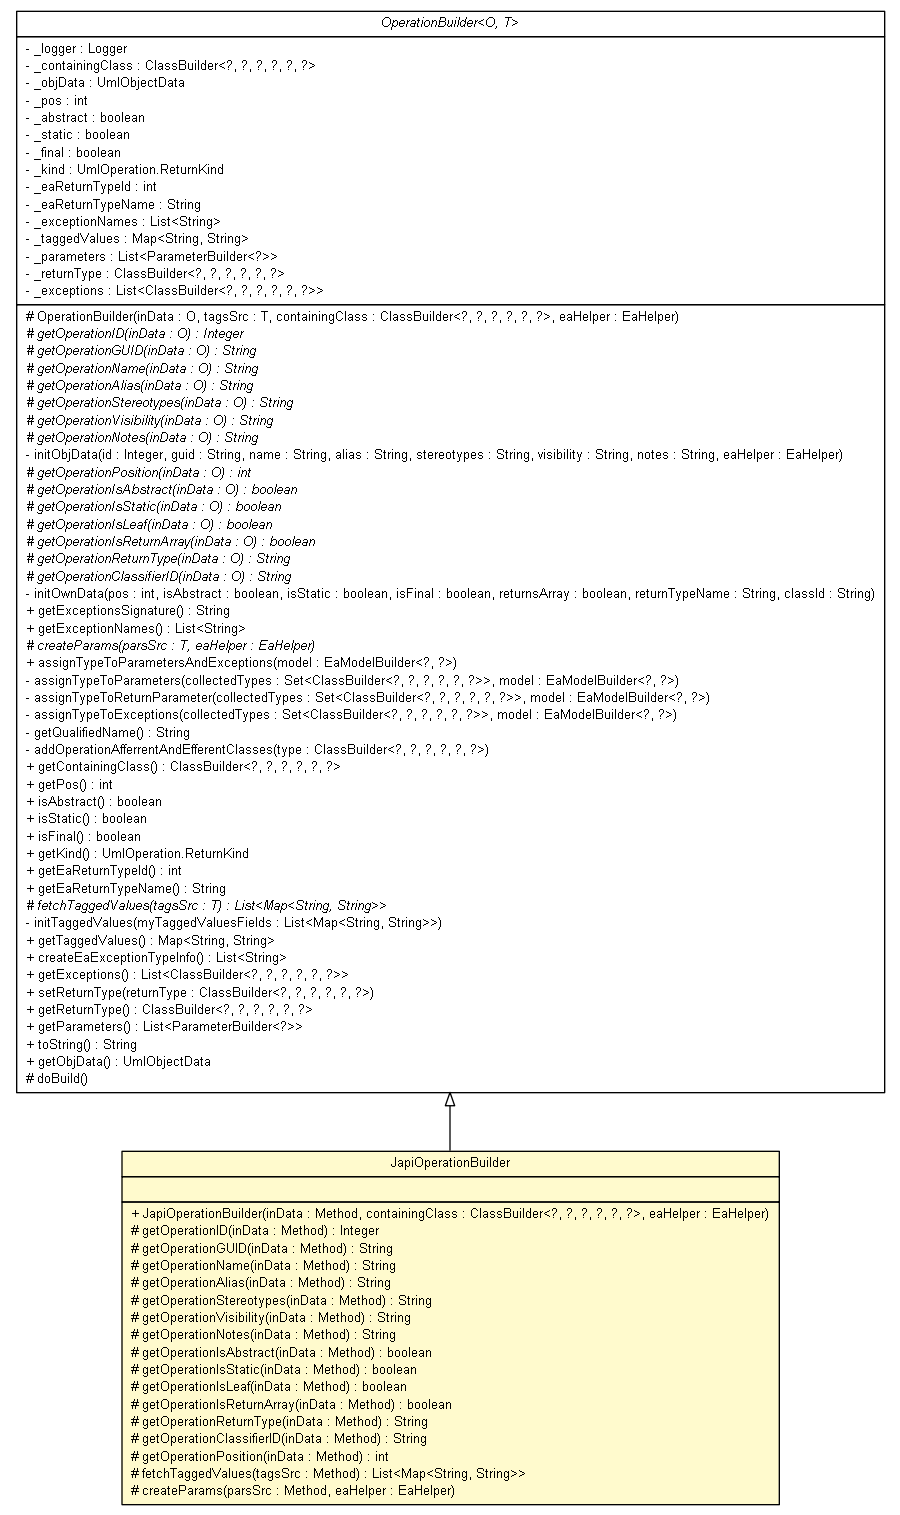 OperationBuilder<O, T>
- _logger : Logger
- _containingClass : ClassBuilder<?, ?, ?, ?, ?, ?>
- _objData : UmlObjectData
- _pos : int
- _abstract : boolean
- _static : boolean
- _final : boolean
- _kind : UmlOperation.ReturnKind
- _eaReturnTypeId : int
- _eaReturnTypeName : String
- _exceptionNames : List<String>
- _taggedValues : Map<String, String>
- _parameters : List<ParameterBuilder<?>>
- _returnType : ClassBuilder<?, ?, ?, ?, ?, ?>
- _exceptions : List<ClassBuilder<?, ?, ?, ?, ?, ?>>
# OperationBuilder(inData : O, tagsSrc : T, containingClass : ClassBuilder<?, ?, ?, ?, ?, ?>, eaHelper : EaHelper)
# getOperationID(inData : O) : Integer
# getOperationGUID(inData : O) : String
# getOperationName(inData : O) : String
# getOperationAlias(inData : O) : String
# getOperationStereotypes(inData : O) : String
# getOperationVisibility(inData : O) : String
# getOperationNotes(inData : O) : String
- initObjData(id : Integer, guid : String, name : String, alias : String, stereotypes : String, visibility : String, notes : String, eaHelper : EaHelper)
# getOperationPosition(inData : O) : int
# getOperationIsAbstract(inData : O) : boolean
# getOperationIsStatic(inData : O) : boolean
# getOperationIsLeaf(inData : O) : boolean
# getOperationIsReturnArray(inData : O) : boolean
# getOperationReturnType(inData : O) : String
# getOperationClassifierID(inData : O) : String
- initOwnData(pos : int, isAbstract : boolean, isStatic : boolean, isFinal : boolean, returnsArray : boolean, returnTypeName : String, classId : String)
+ getExceptionsSignature() : String
+ getExceptionNames() : List<String>
# createParams(parsSrc : T, eaHelper : EaHelper)
+ assignTypeToParametersAndExceptions(model : EaModelBuilder<?, ?>)
- assignTypeToParameters(collectedTypes : Set<ClassBuilder<?, ?, ?, ?, ?, ?>>, model : EaModelBuilder<?, ?>)
- assignTypeToReturnParameter(collectedTypes : Set<ClassBuilder<?, ?, ?, ?, ?, ?>>, model : EaModelBuilder<?, ?>)
- assignTypeToExceptions(collectedTypes : Set<ClassBuilder<?, ?, ?, ?, ?, ?>>, model : EaModelBuilder<?, ?>)
- getQualifiedName() : String
- addOperationAfferrentAndEfferentClasses(type : ClassBuilder<?, ?, ?, ?, ?, ?>)
+ getContainingClass() : ClassBuilder<?, ?, ?, ?, ?, ?>
+ getPos() : int
+ isAbstract() : boolean
+ isStatic() : boolean
+ isFinal() : boolean
+ getKind() : UmlOperation.ReturnKind
+ getEaReturnTypeId() : int
+ getEaReturnTypeName() : String
# fetchTaggedValues(tagsSrc : T) : List<Map<String, String>>
- initTaggedValues(myTaggedValuesFields : List<Map<String, String>>)
+ getTaggedValues() : Map<String, String>
+ createEaExceptionTypeInfo() : List<String>
+ getExceptions() : List<ClassBuilder<?, ?, ?, ?, ?, ?>>
+ setReturnType(returnType : ClassBuilder<?, ?, ?, ?, ?, ?>)
+ getReturnType() : ClassBuilder<?, ?, ?, ?, ?, ?>
+ getParameters() : List<ParameterBuilder<?>>
+ toString() : String
+ getObjData() : UmlObjectData
# doBuild()
JapiOperationBuilder
+ JapiOperationBuilder(inData : Method, containingClass : ClassBuilder<?, ?, ?, ?, ?, ?>, eaHelper : EaHelper)
# getOperationID(inData : Method) : Integer
# getOperationGUID(inData : Method) : String
# getOperationName(inData : Method) : String
# getOperationAlias(inData : Method) : String
# getOperationStereotypes(inData : Method) : String
# getOperationVisibility(inData : Method) : String
# getOperationNotes(inData : Method) : String
# getOperationIsAbstract(inData : Method) : boolean
# getOperationIsStatic(inData : Method) : boolean
# getOperationIsLeaf(inData : Method) : boolean
# getOperationIsReturnArray(inData : Method) : boolean
# getOperationReturnType(inData : Method) : String
# getOperationClassifierID(inData : Method) : String
# getOperationPosition(inData : Method) : int
# fetchTaggedValues(tagsSrc : Method) : List<Map<String, String>>
# createParams(parsSrc : Method, eaHelper : EaHelper)